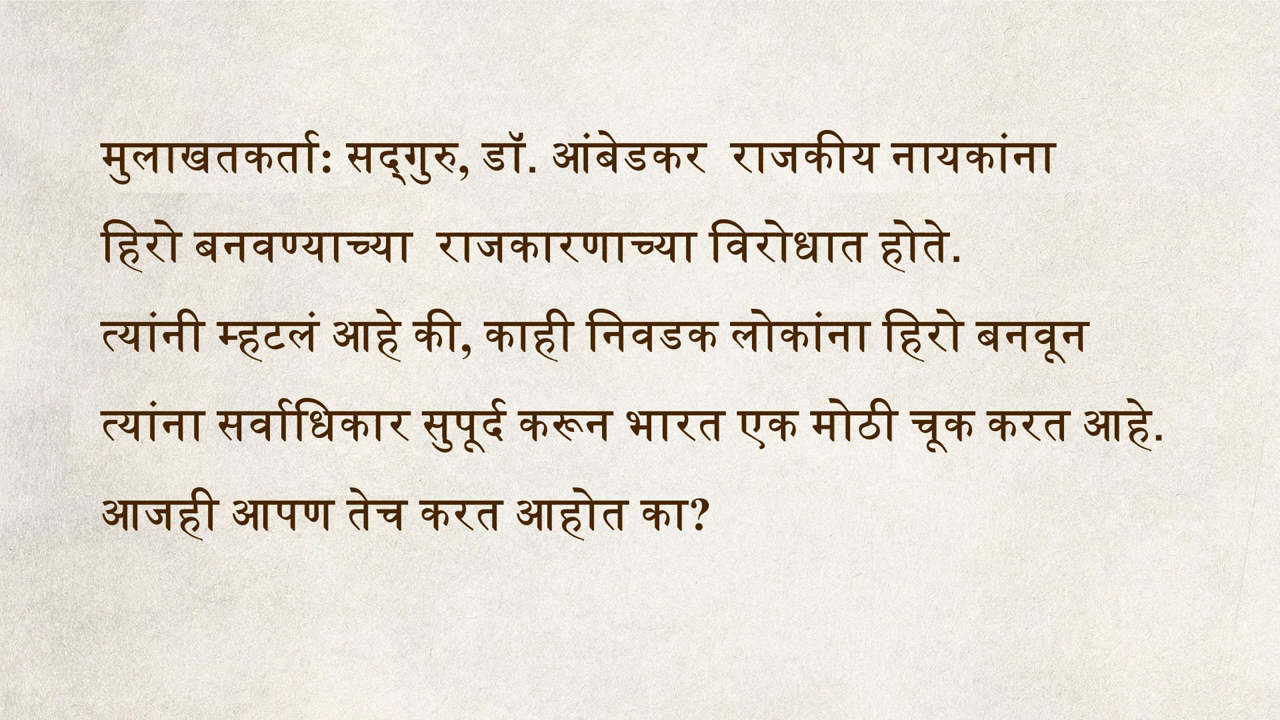 मुलाखतकर्ता: सद्‌गुरु, डॉ. आंबेडकर राजकीय नायकांना
हिरो बनवण्याच्या राजकारणाच्या विरोधात होते.
त्यांनी म्हटलं आहे की, काही निवडक लोकांना हिरो बनवून
त्यांना सर्वाधिकार सुपूर्द करून भारत एक मोठी चूक करत आहे.
आजही आपण तेच करत आहोत का?